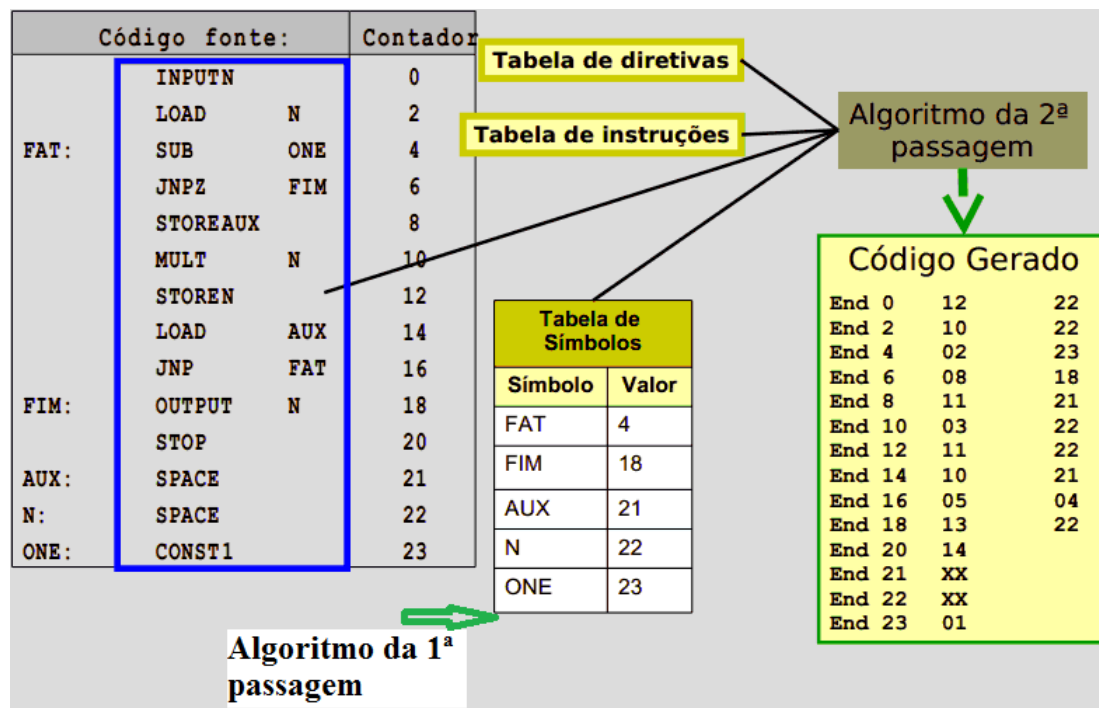 Código fonte: Contador
INPUTN 0
LOAD N 2
FAT: SUB ONE 4
JNPZ FIM 6
STOREAUX 8
MULT N 10
STOREN 12
LOAD AUX 14
JNP FAT 16
FIM: OUTPUT N 18
STOP 20
AUX: SPACE 21
N: SPACE 22
ONE: CONST1 23
Tabela de diretivas
Tabela de instruções
Algoritmo da 2ª
passagem
Tabela de
Símbolos
Símbolo Valor
FAT 4
FIM 18
AUX 21
N 22
ONE 23
Algoritmo da 1ª
passagem
Código Gerado
End 0 12 22
End 2 10 22
End 4 02 23
End 6 08 18
End 8 11 21
End 10 03 22
End 12 11 22
End 14 10 21
End 16 05 04
End 18 13 22
End 20 14
End 21 XX
End 22 XX
End 23 01